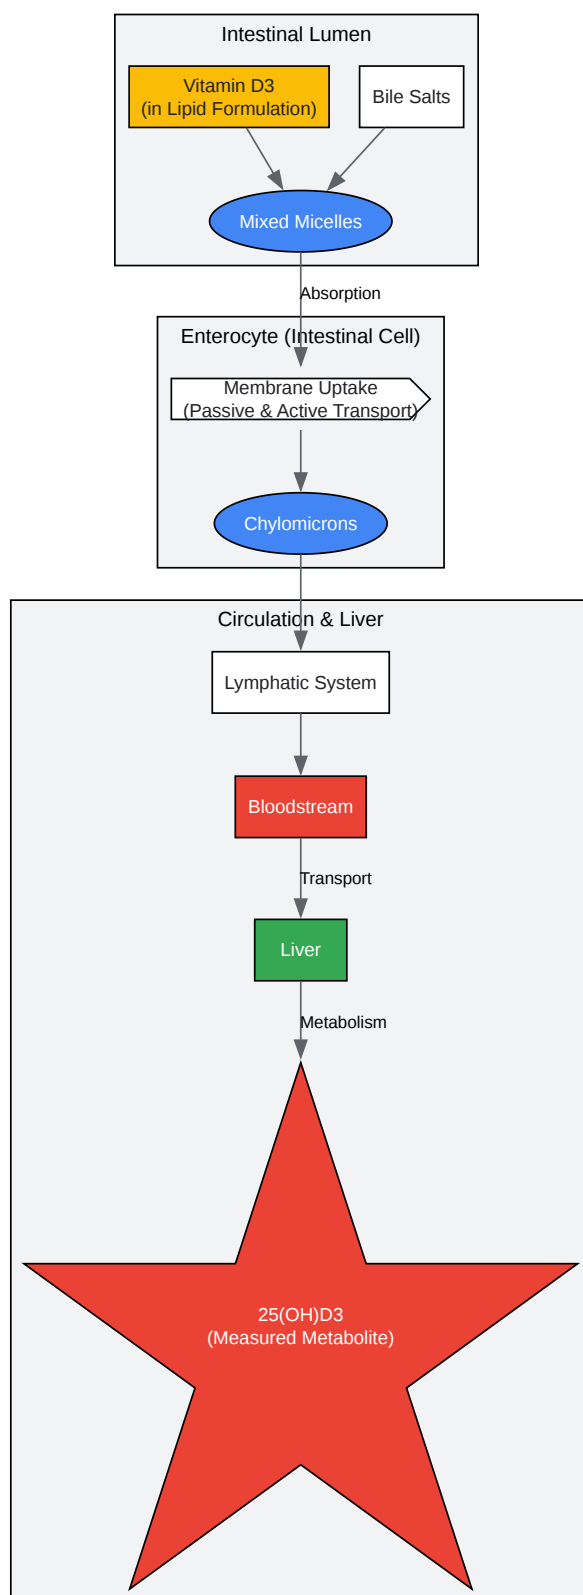 Intestinal Lumen
Vitamin D3
(in Lipid Formulation)
Bile Salts
Mixed Micelles
Absorption
Enterocyte (Intestinal Cell)
Membrane Uptake
(Passive & Active Transport)
Chylomicrons
Circulation & Liver
Lymphatic System
Bloodstream
Transport
Liver
Metabolism
25(OH)D3
(Measured Metabolite)